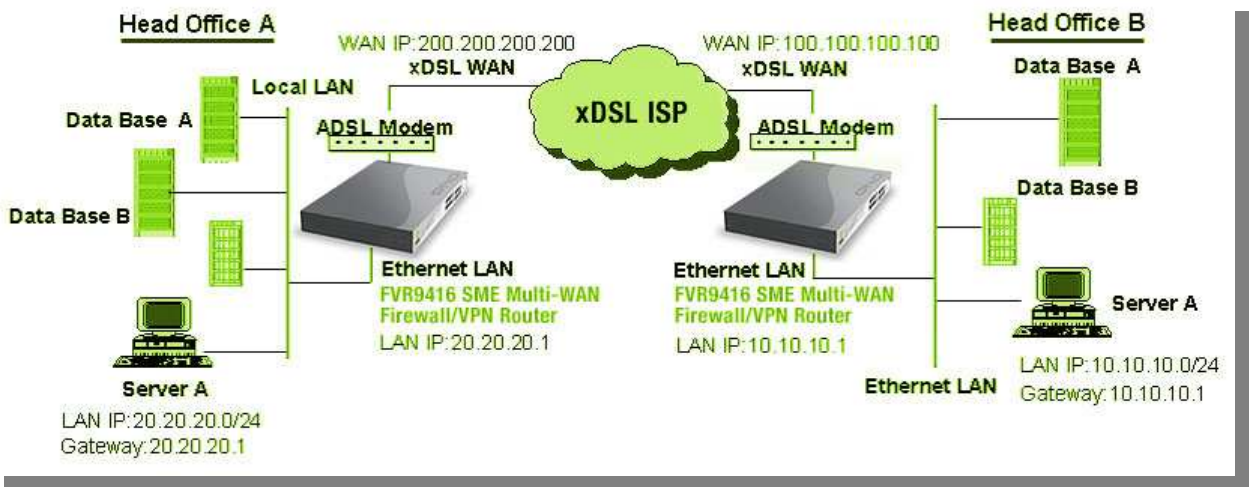 Head Office A
Head Office B
WAN IP:200.200.200.200
xDSL WAN
WAN IP:100.100.100.100
xDSL WAN
xDSL ISP
Local LAN
Data Base A
Data Base B
ADSL Modem
Ethernet LAN
FVR9416 SME Multi-WAN
Firewall/VPN Router
LAN IP:20.20.20.1
Server A
LAN IP:20.20.20.0/24
Gateway:20.20.20.1
ADSL Modem
Ethernet LAN
FVR9416 SME Multi-WAN
Firewall/VPN Router
LAN IP:10.10.10.1
Data Base A
Data Base B
Server A
LAN IP:10.10.10.0/24
Gateway:10.10.10.1
Ethernet LAN